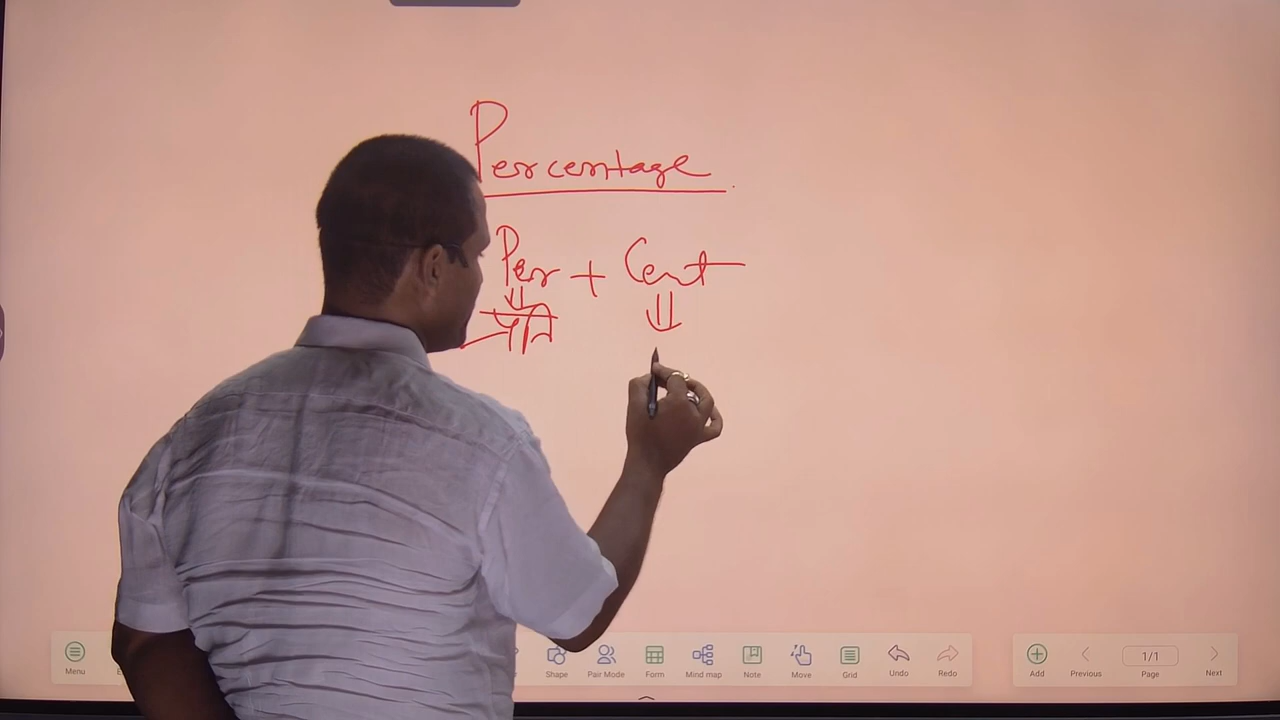 Percentage
Per + Cent
प्रति
Menu
Shape
Pair Mode
Form
Mind map
Note
Move
Grid
Undo
Redo
Add
Previous
1/1
Page
Next